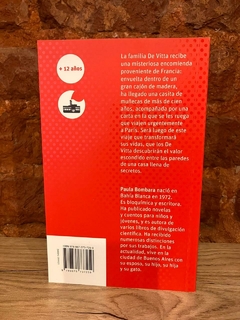 + 12 años
La familia De Vitta recibe
una misteriosa encomienda
proveniente de Francia:
envuelta dentro de un
gran cajón de madera,
ha llegado una casita de
muñecas de más de cien
años, acompañado por una
carta en la que se les ruega
que viajen urgentemente a
París. Será luego de este
viaje que transformará
sus vidas, que los De
Vitta descubrirán el valor
escondido entre las paredes
de una casa llena de
secretos.
Paula Bombara nació en
Bahía Blanca en 1972.
Es bioquímica y escritora.
Ha publicado novelas
y cuentos para niños y
jóvenes, y es autora de
varios libros de divulgación
científica. Ha recibido
numerosas distinciones
por sus trabajos. En la
actualidad, vive en la
ciudad de Buenos Aires con
su esposo, su hijo, su hija
y su gato.